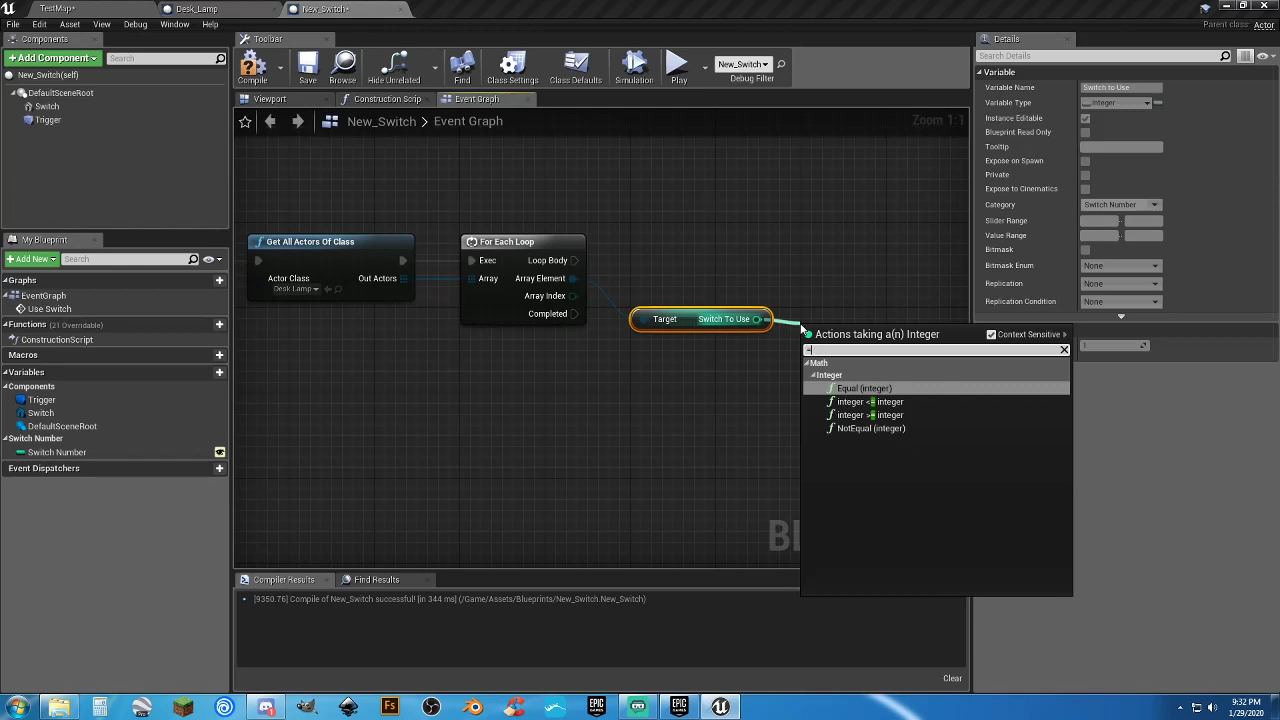 TestMap*
Desk_Lamp
New_Switch*
File
Edit
Asset
View
Debug
Window
Help
Parent class: Actor
Components
+ Add Component
Search
New_Switch(self)
DefaultSceneRoot
Switch
Trigger
Toolbar
Compile
Save
Browse
Hide Unrelated
Find
Class Settings
Class Defaults
Simulation
Play
New_Switch
Debug Filter
Viewport
Construction Scrip
Event Graph
New_Switch > Event Graph
Zoom 1:1
Get All Actors Of Class
Actor Class
Desk Lamp
Out Actors
For Each Loop
Exec
Array
Loop Body
Array Element
Array Index
Completed
Target
Switch To Use
Actions taking a(n) Integer
Context Sensitive
=
Math
Integer
Equal (integer)
integer <= integer
integer >= integer
NotEqual (integer)
BL
My Blueprint
+ Add New
Search
Graphs
EventGraph
Use Switch
Functions (21 Overridable)
ConstructionScript
Macros
Variables
Components
Trigger
Switch
DefaultSceneRoot
Switch Number
Switch Number
Event Dispatchers
Compiler Results
Find Results
[9350.76] Compile of New_Switch successful! [in 344 ms] (/Game/Assets/Blueprints/New_Switch.New_Switch)
Clear
Details
Search Details
Variable
Variable Name
Switch to Use
Variable Type
Integer
Instance Editable
Blueprint Read Only
Tooltip
Expose on Spawn
Private
Expose to Cinematics
Category
Switch Number
Slider Range
Value Range
Bitmask
Bitmask Enum
None
Replication
None
Replication Condition
None
1
Pro
Fs
EPIC GAMES
EPIC GAMES
9:32 PM
1/29/2020